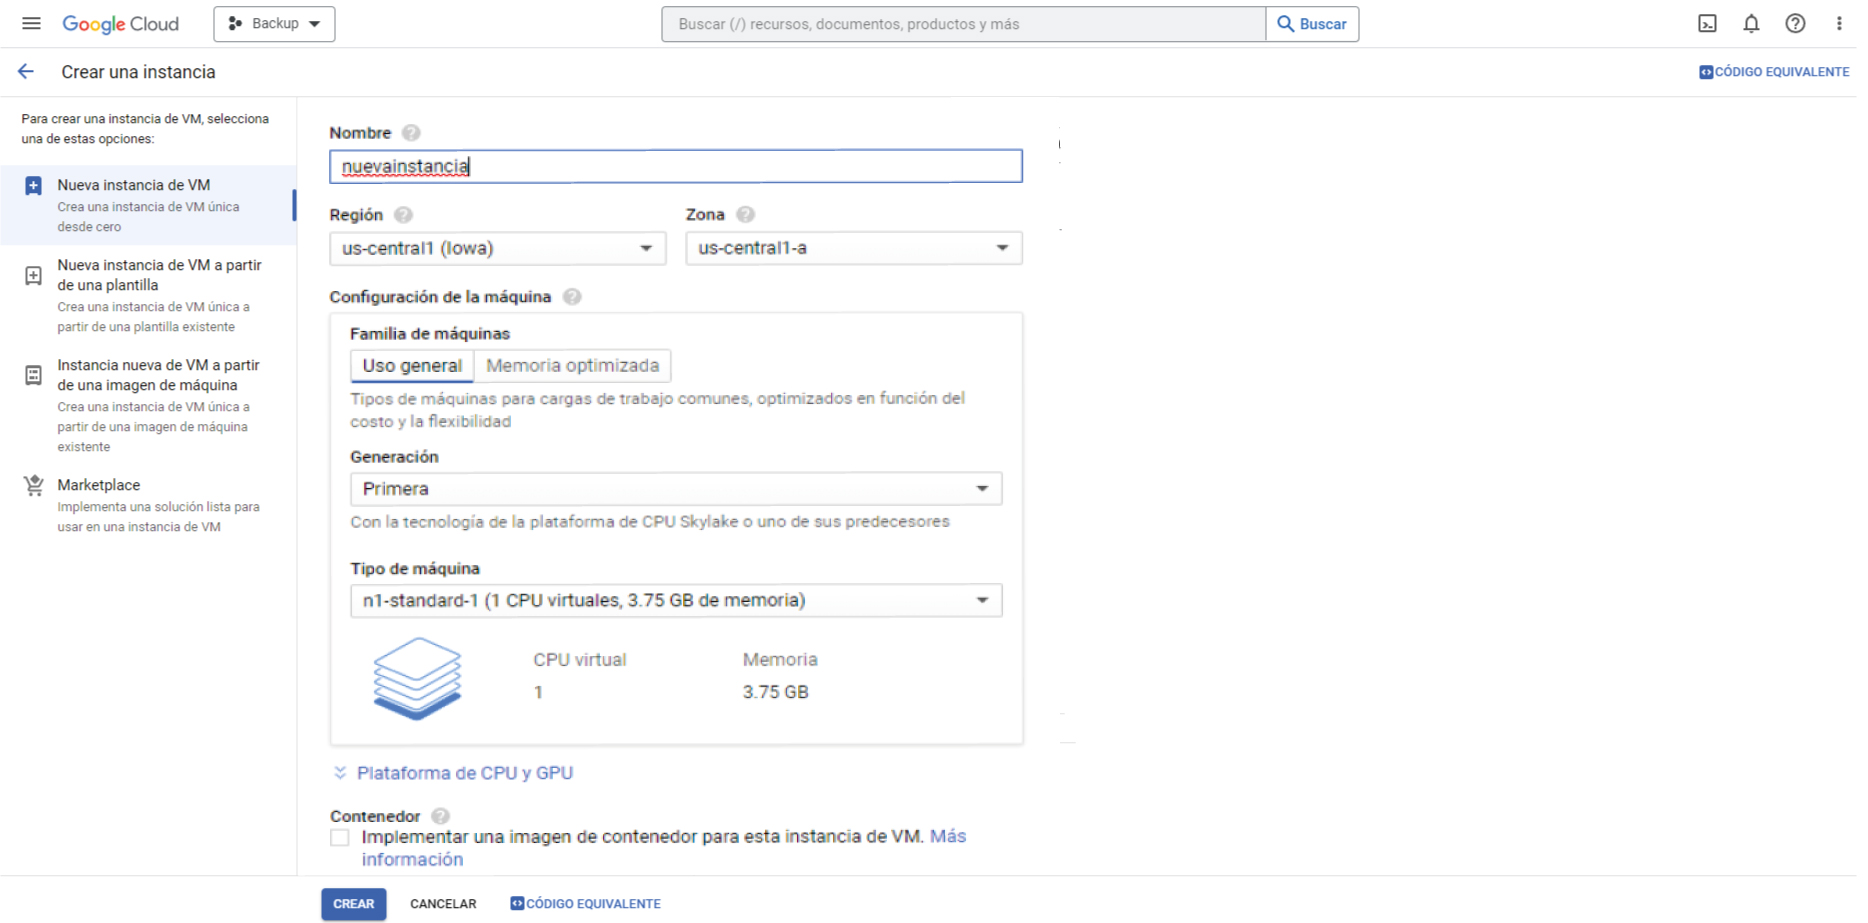 Google Cloud
Backup
Buscar (/) recursos, documentos, productos y más
Buscar
Crear una instancia
CÓDIGO EQUIVALENTE
Para crear una instancia de VM, selecciona
una de estas opciones:
Nueva instancia de VM
Crea una instancia de VM única
desde cero
Nueva instancia de VM a partir
de una plantilla
Crea una instancia de VM única a
partir de una plantilla existente
Instancia nueva de VM a partir
de una imagen de máquina
Crea una instancia de VM única a
partir de una imagen de máquina
existente
Marketplace
Implementa una solución lista para
usar en una instancia de VM
Nombre
nuevainstancia
Región
Zona
us-central1 (Iowa)
us-central1-a
Configuración de la máquina
Familia de máquinas
Uso general
Memoria optimizada
Tipos de máquinas para cargas de trabajo comunes, optimizados en función del
costo y la flexibilidad
Generación
Primera
Con la tecnología de la plataforma de CPU Skylake o uno de sus predecesores
Tipo de máquina
n1-standard-1 (1 CPU virtuales, 3.75 GB de memoria)
CPU virtual
Memoria
1
3.75 GB
Plataforma de CPU y GPU
Contenedor
Implementar una imagen de contenedor para esta instancia de VM. Más
información
CREAR
CANCELAR
CÓDIGO EQUIVALENTE